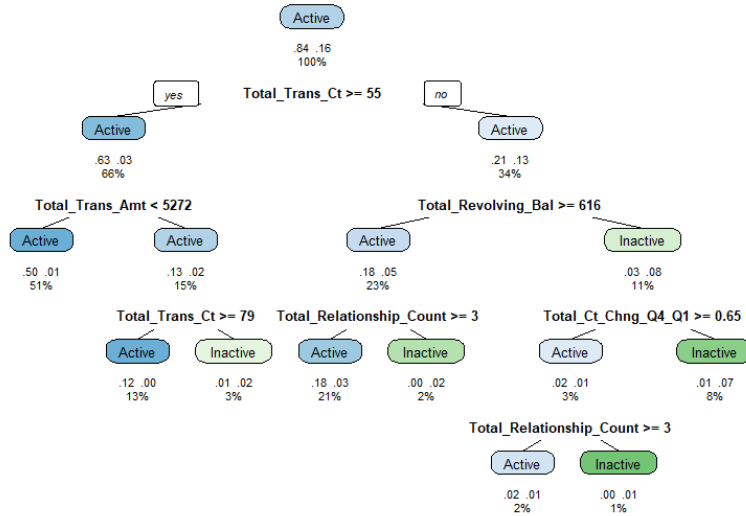 Active
.84 .16
100%
yes Total_Trans_Ct >= 55 no
Active Active
.63 .03 .21 .13
66% 34%
Total_Trans_Amt < 5272 Total_Revolving_Bal >= 616
Active Active Active Inactive
.50 .01 .13 .02 .18 .05 .03 .08
51% 15% 23% 11%
Total_Trans_Ct >= 79 Total_Relationship_Count >= 3 Total_Ct_Chng_Q4_Q1 >= 0.65
Active Inactive Active Inactive Active Inactive
.12 .00 .01 .02 .18 .03 .00 .02 .02 .01 .01 .07
13% 3% 21% 2% 3% 8%
Total_Relationship_Count >= 3
Active Inactive
.02 .01 .00 .01
2% 1%